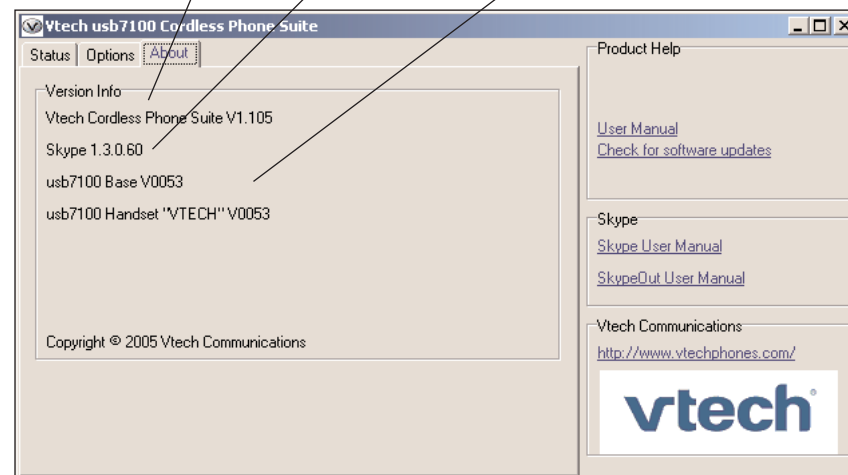 Vtech usb7100 Cordless Phone Suite
Status Options About
Version Info
Vtech Cordless Phone Suite V1.105
Skype 1.3.0.60
usb7100 Base V0053
usb7100 Handset "VTECH" V0053
Copyright © 2005 Vtech Communications
Product Help
User Manual
Check for software updates
Skype
Skype User Manual
SkypeOut User Manual
Vtech Communications
http://www.vtechphones.com/
vtech